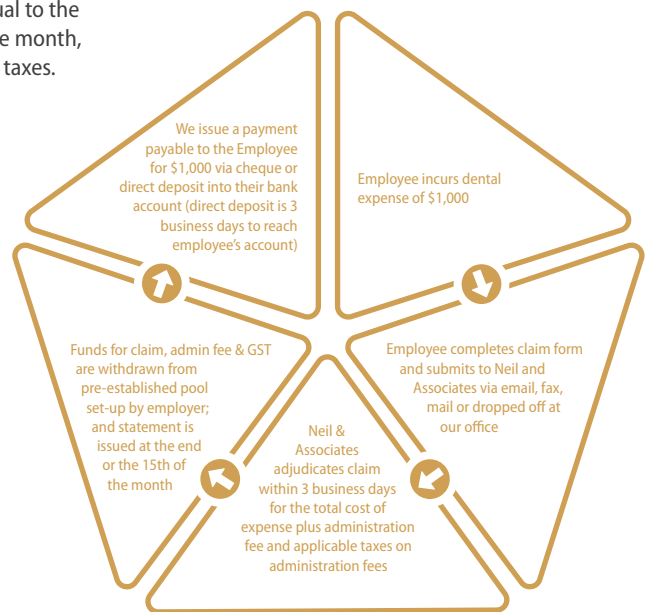 ual to the
e month,
taxes.
We issue a payment
payable to the Employee
for $1,000 via cheque or
direct deposit into their bank
account (direct deposit is 3
business days to reach
employee's account)
Employee incurs dental
expense of $1,000
Employee completes claim form
and submits to Neil and
Associates via email, fax,
mail or dropped off at
our office
Neil &
Associates
adjudicates claim
within 3 business days
for the total cost of
expense plus administration
fee and applicable taxes on
administration fees
Funds for claim, admin fee & GST
are withdrawn from
pre-established pool
set-up by employer;
and statement is
issued at the end
or the 15th of
the month